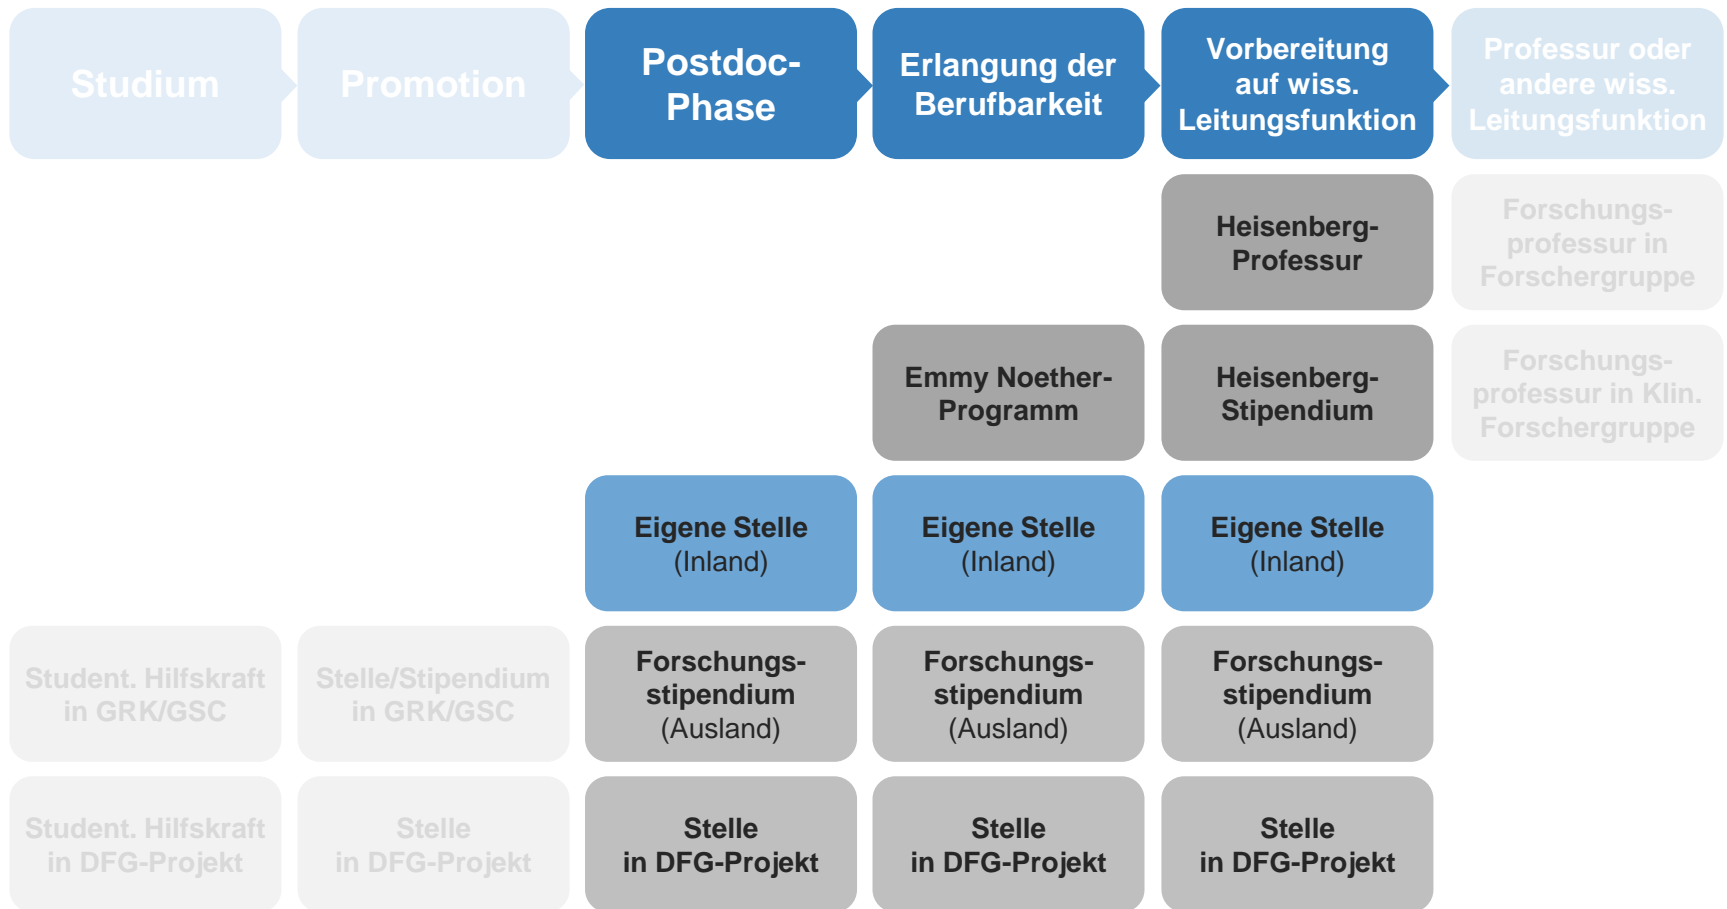 Studium
Promotion
Postdoc-
Phase
Erlangung der
Berufbarkeit
Vorbereitung
auf wiss.
Leitungsfunktion
Professur oder
andere wiss.
Leitungsfunktion
Heisenberg-
Professur
Forschungs-
professur in
Forschergruppe
Emmy Noether-
Programm
Heisenberg-
Stipendium
Forschungs-
professur in Klin.
Forschergruppe
Eigene Stelle
(Inland)
Eigene Stelle
(Inland)
Eigene Stelle
(Inland)
Student. Hilfskraft
in GRK/GSC
Stelle/Stipendium
in GRK/GSC
Forschungs-
stipendium
(Ausland)
Forschungs-
stipendium
(Ausland)
Forschungs-
stipendium
(Ausland)
Student. Hilfskraft
in DFG-Projekt
Stelle
in DFG-Projekt
Stelle
in DFG-Projekt
Stelle
in DFG-Projekt
Stelle
in DFG-Projekt